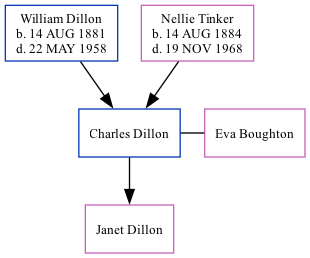 William Dillon
b. 14 AUG 1881
d. 22 MAY 1958
Nellie Tinker
b. 14 AUG 1884
d. 19 NOV 1968
Charles Dillon
Eva Boughton
Janet Dillon